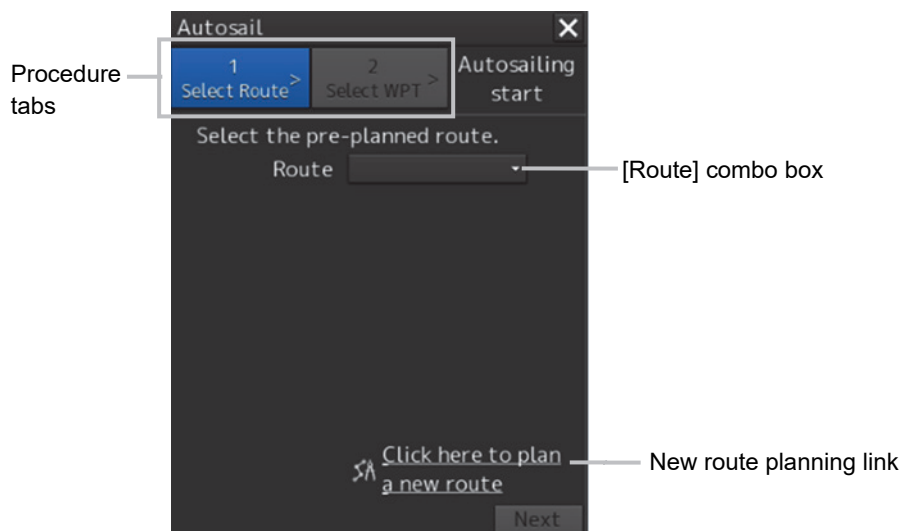 Autosail
Procedure
tabs
1
Select Route >
2
Select WPT >
Autosailing
start
Select the pre-planned route.
Route
[Route] combo box
Click here to plan
a new route
New route planning link
Next